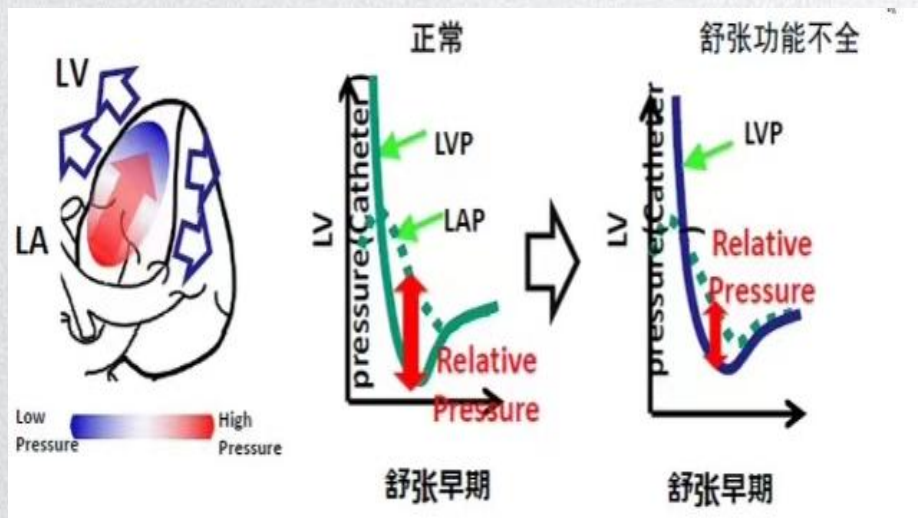 LV
LA
Low
Pressure
High
Pressure
正常
LV
pressure(Catheter
LVP
LAP
Relative
Pressure
舒张早期
舒张功能不全
LV
pressure(Catheter
LVP
Relative
Pressure
舒张早期